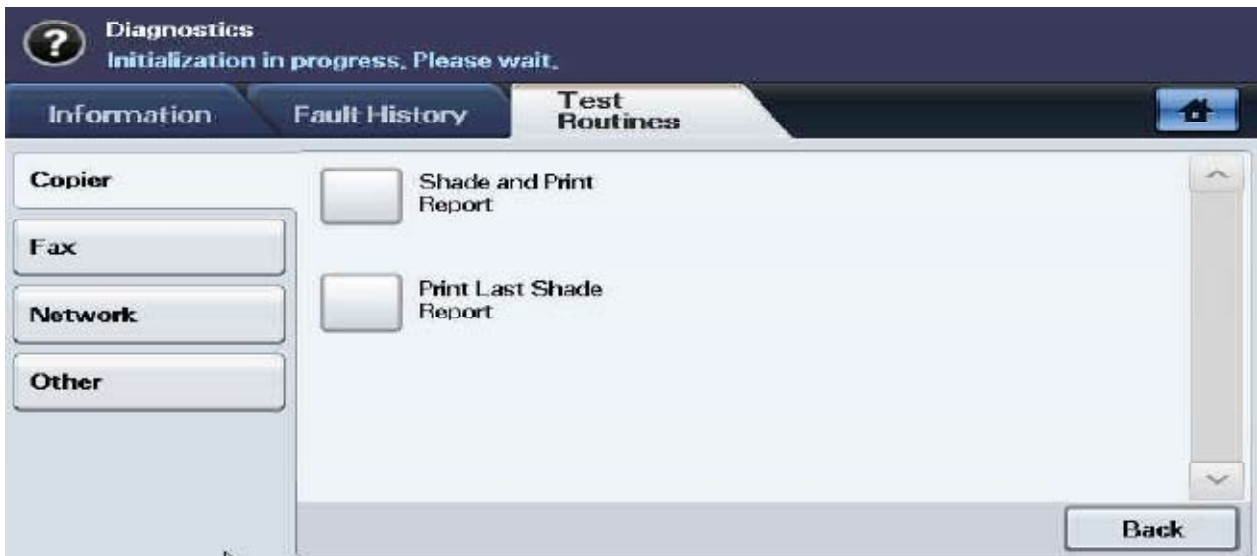 Diagnostics
Initialization in progress. Please wait.
Information
Fault History
Test
Routines
Copier
Fax
Network
Other
Shade and Print
Report
Print Last Shade
Report
Back